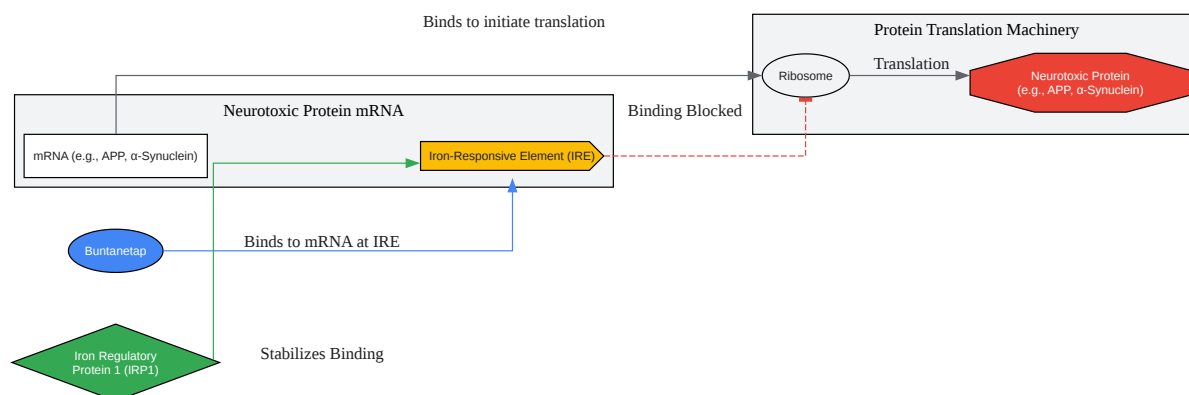 Binds to initiate translation
Protein Translation Machinery
Ribosome
Translation
Neurotoxic Protein
(e.g., APP, α-Synuclein)
Neurotoxic Protein mRNA
Binding Blocked
mRNA (e.g., APP, α-Synuclein)
Iron-Responsive Element (IRE)
Buntanetap
Binds to mRNA at IRE
Iron Regulatory
Protein 1 (IRP1)
Stabilizes Binding